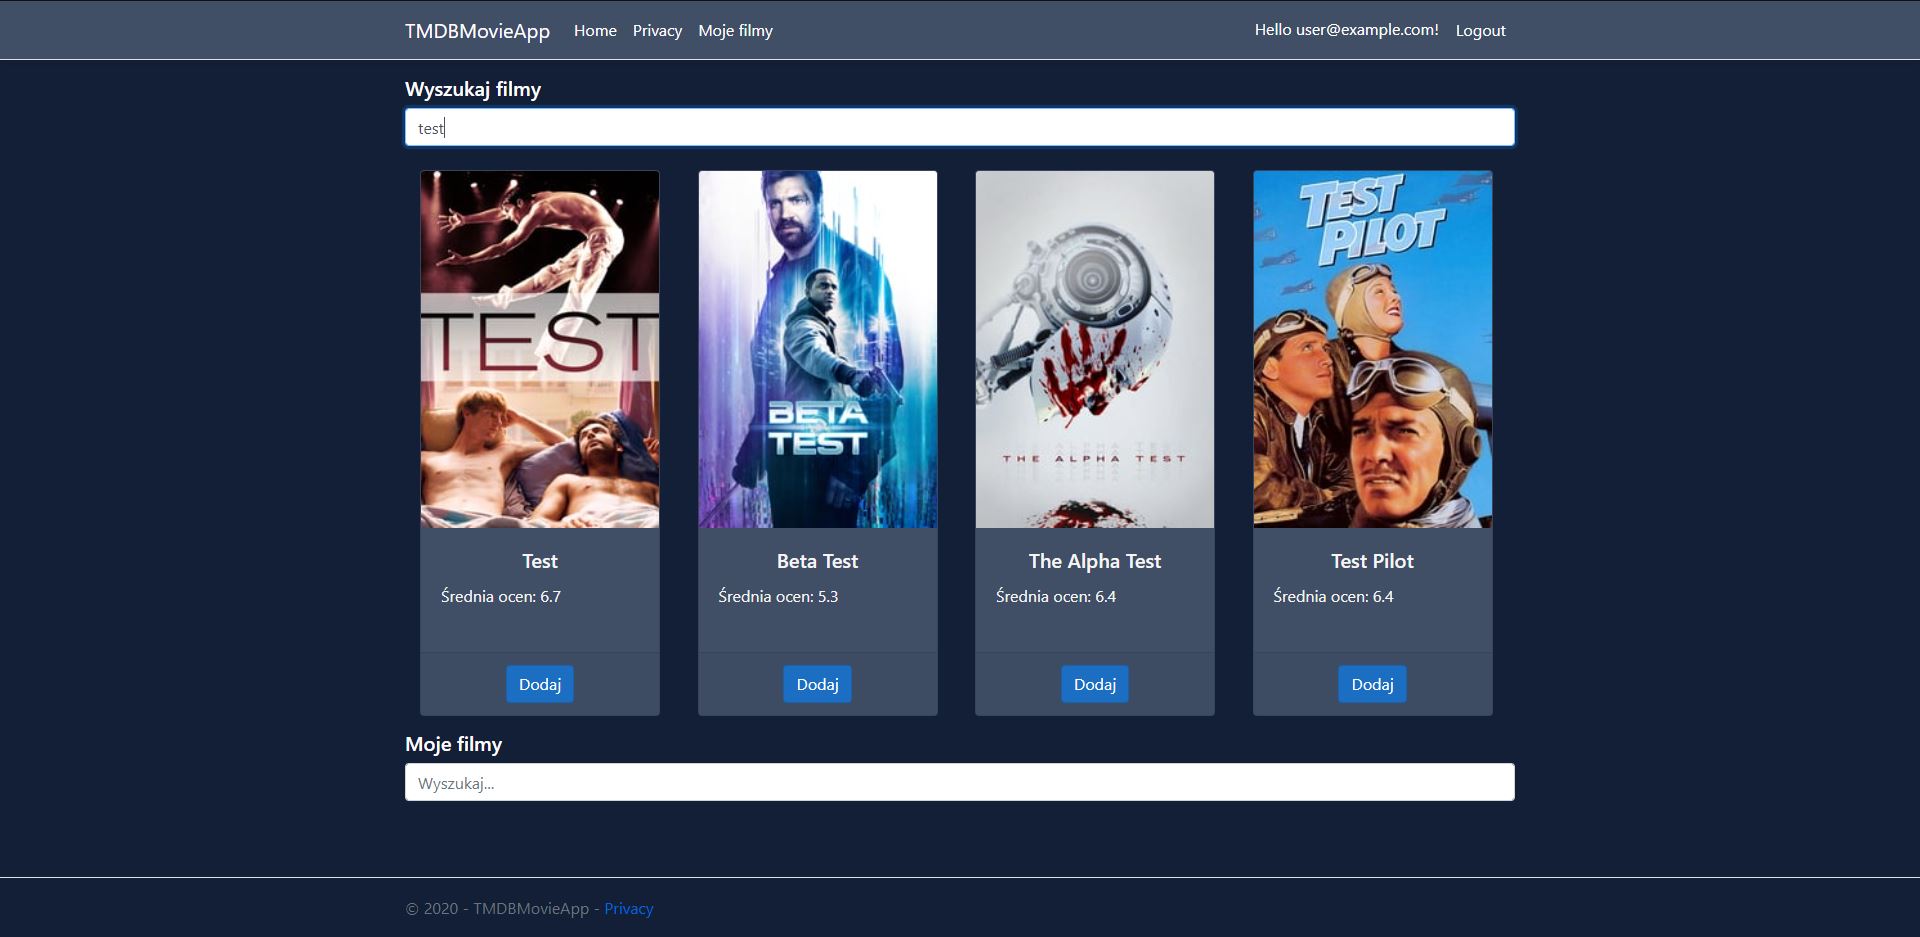 TMDBMovieApp Home Privacy Moje filmy Hello user@example.com! Logout
Wyszukaj filmy
test
TEST
BETA
TEST
THE ALPHA TEST
TEST
PILOT
Test
Średnia ocen: 6.7
Dodaj
Beta Test
Średnia ocen: 5.3
Dodaj
The Alpha Test
Średnia ocen: 6.4
Dodaj
Test Pilot
Średnia ocen: 6.4
Dodaj
Moje filmy
Wyszukaj...
© 2020 - TMDBMovieApp - Privacy